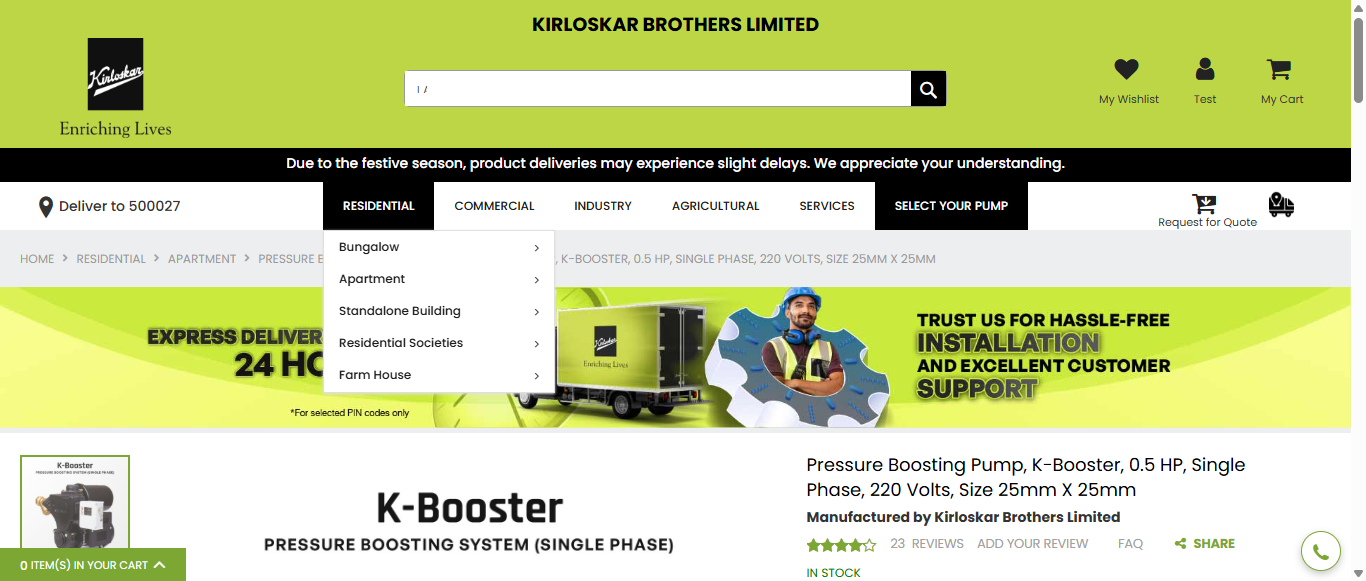 KIRLOSKAR BROTHERS LIMITED
Kirloskar
Enriching Lives
My Wishlist
Test
My Cart
Due to the festive season, product deliveries may experience slight delays. We appreciate your understanding.
Deliver to 500027
RESIDENTIAL
COMMERCIAL
INDUSTRY
AGRICULTURAL
SERVICES
SELECT YOUR PUMP
Request for Quote
Bungalow
Apartment
Standalone Building
Residential Societies
Farm House
HOME > RESIDENTIAL > APARTMENT > PRESSURE B
, K-BOOSTER, 0.5 HP, SINGLE PHASE, 220 VOLTS, SIZE 25MM X 25MM
EXPRESS DELIVER
24 HO
*For selected PIN codes only
Kirloskar
Enriching Lives
TRUST US FOR HASSLE-FREE
INSTALLATION
AND EXCELLENT CUSTOMER
SUPPORT
K-Booster
PRESSURE BOOSTING SYSTEM (SINGLE PHASE)
K-Booster
PRESSURE BOOSTING SYSTEM (SINGLE PHASE)
Pressure Boosting Pump, K-Booster, 0.5 HP, Single
Phase, 220 Volts, Size 25mm X 25mm
Manufactured by Kirloskar Brothers Limited
23 REVIEWS ADD YOUR REVIEW FAQ SHARE
IN STOCK
0 ITEM(S) IN YOUR CART